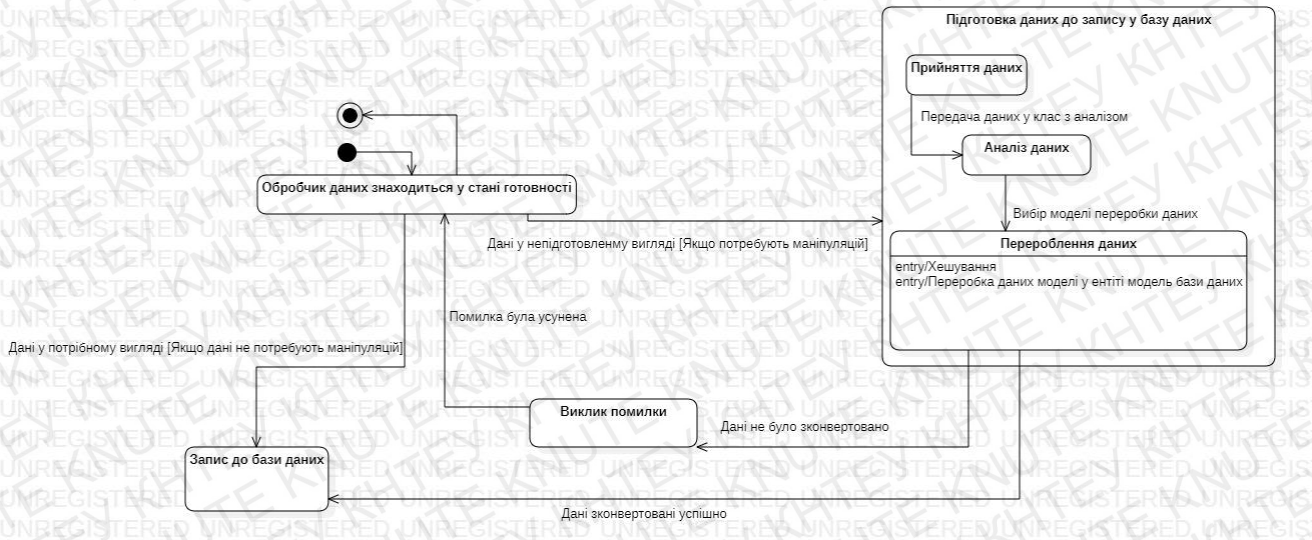 Підготовка даних до запису у базу даних
Прийняття даних
Передача даних у клас з аналізом
Аналіз даних
Вибір моделі переробки даних
Перероблення даних
entry/Хешування
entry/Переробка даних моделі у ентіті модель бази даних
Обробчик даних знаходиться у стані готовності
Дані у непідготовленму вигляді [Якщо потребують маніпуляцій]
Помилка була усунена
Дані у потрібному вигляді [Якщо дані не потребують маніпуляцій]
Виклик помилки
Дані не було зконвертовано
Запис до бази даних
Дані зконвертовані успішно